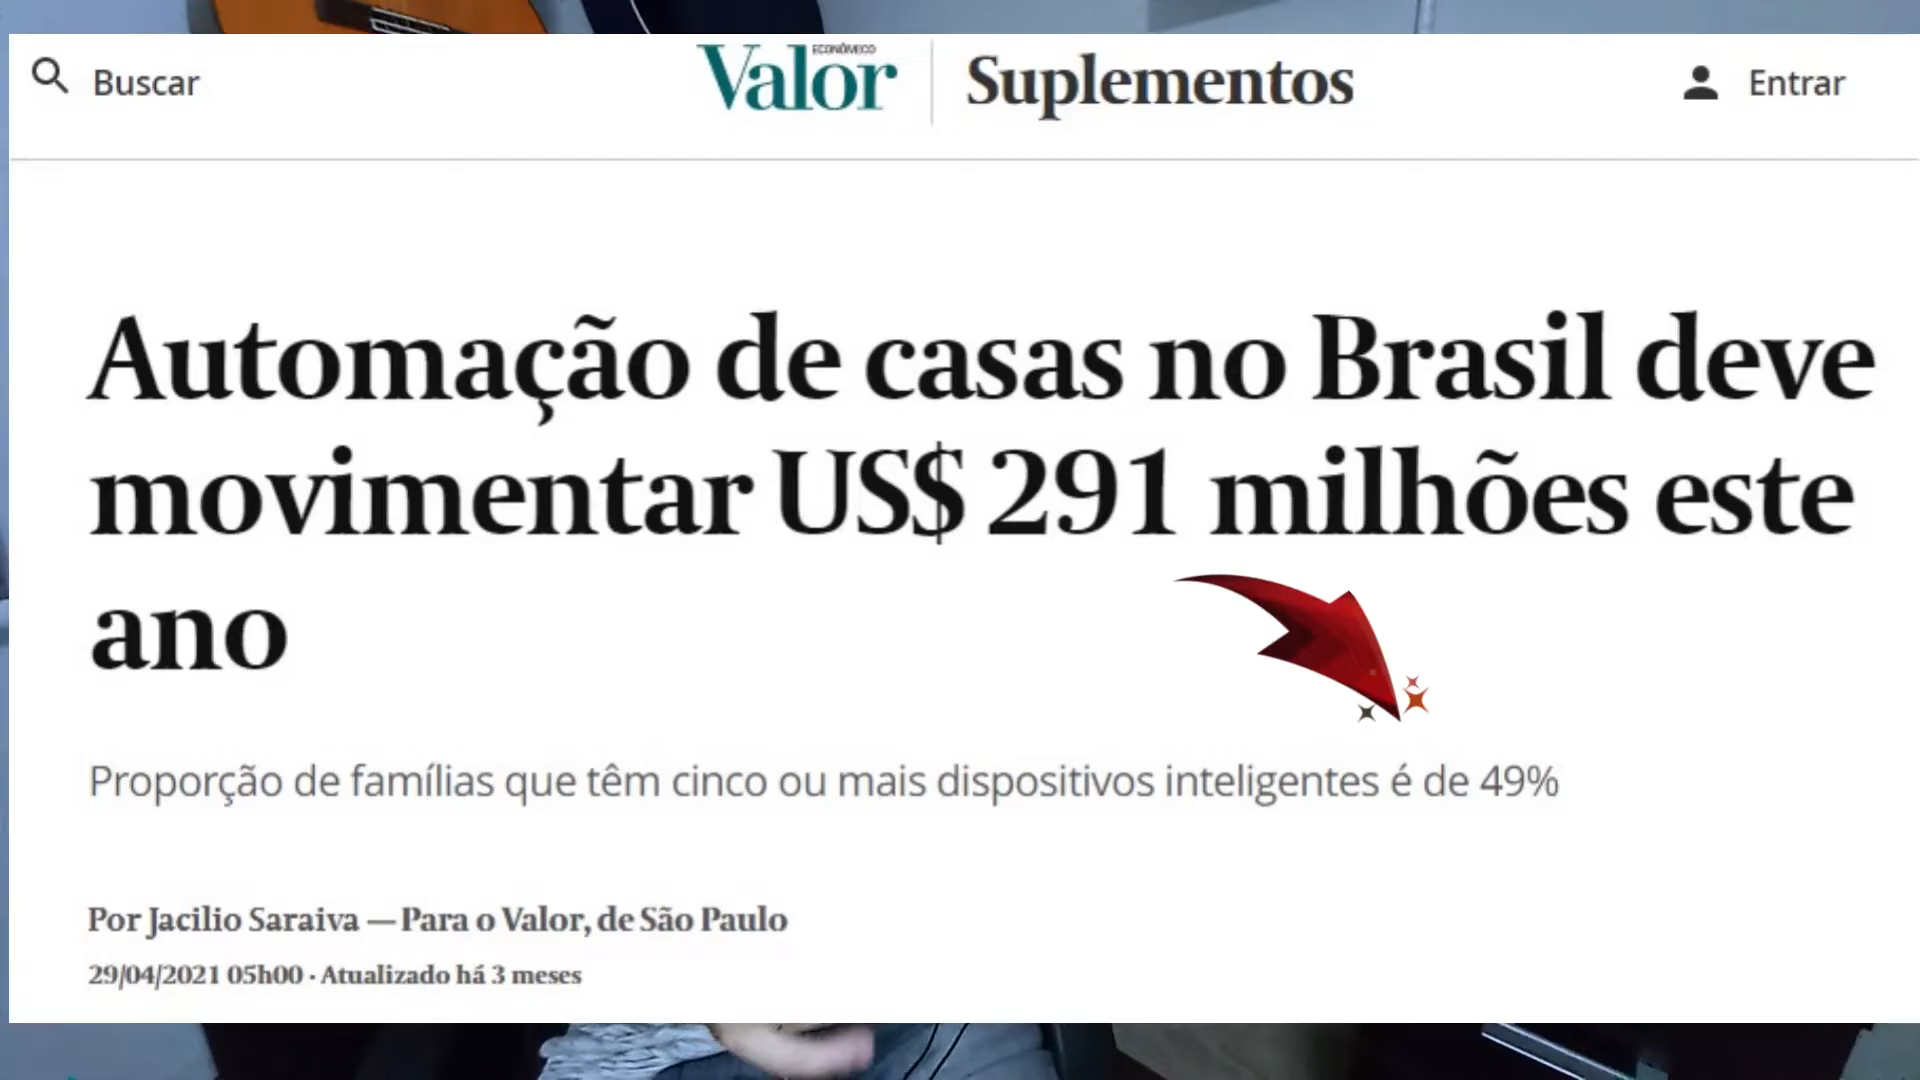 Buscar
Valor
ECONÔMICO
Suplementos
Entrar
Automação de casas no Brasil deve
movimentar US$ 291 milhões este
ano
Proporção de famílias que têm cinco ou mais dispositivos inteligentes é de 49%
Por Jacilio Saraiva — Para o Valor, de São Paulo
29/04/2021 05h00 · Atualizado há 3 meses